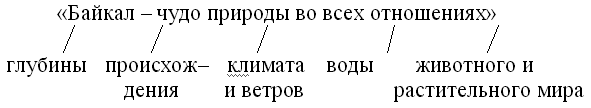 «Байкал – чудо природы во всех отношениях»
глубины происхож– климата воды животного и
дения и ветров растительного мира